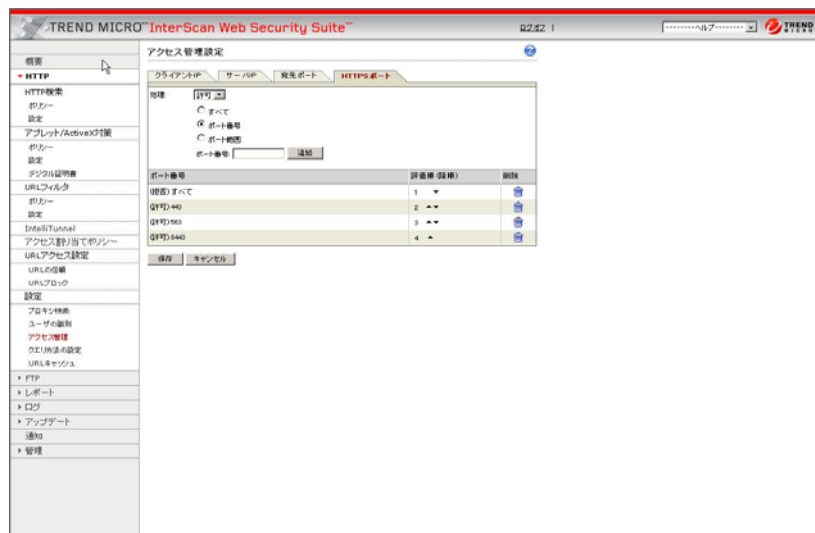 TREND MICRO™ InterScan Web Security Suite™
ログオフ |
--------ヘルプ--------
TREND MICRO
概要
HTTP
HTTP検索
ポリシー
設定
アプレット/ActiveX対策
ポリシー
設定
デジタル証明書
URLフィルタ
ポリシー
設定
IntelliTunnel
アクセス割り当てポリシー
URLアクセス設定
URLの信頼
URLブロック
設定
プロキシ検索
ユーザの識別
アクセス管理
クエリ方法の設定
URLキャッシュ
FTP
レポート
ログ
アップデート
通知
管理
アクセス管理設定
クライアントIP
サーバIP
宛先ポート
HTTPSポート
処理: 許可
すべて
ポート番号
ポート範囲
ポート番号: 追加
ポート番号 評価順 (降順) 削除
(拒否) すべて 1
(許可) 443 2
(許可) 563 3
(許可) 8443 4
保存 キャンセル